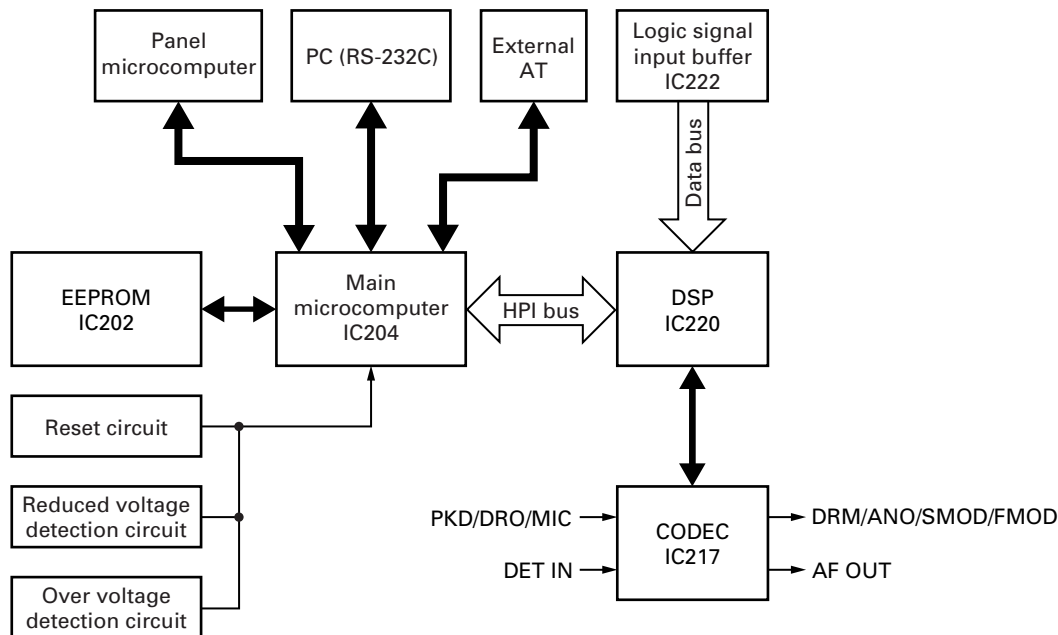 Panel
microcomputer
PC (RS-232C)
External
AT
Logic signal
input buffer
IC222
Data bus
EEPROM
IC202
Main
microcomputer
IC204
HPI bus
DSP
IC220
Reset circuit
Reduced voltage
detection circuit
Over voltage
detection circuit
PKD/DRO/MIC
DET IN
CODEC
IC217
DRM/ANO/SMOD/FMOD
AF OUT